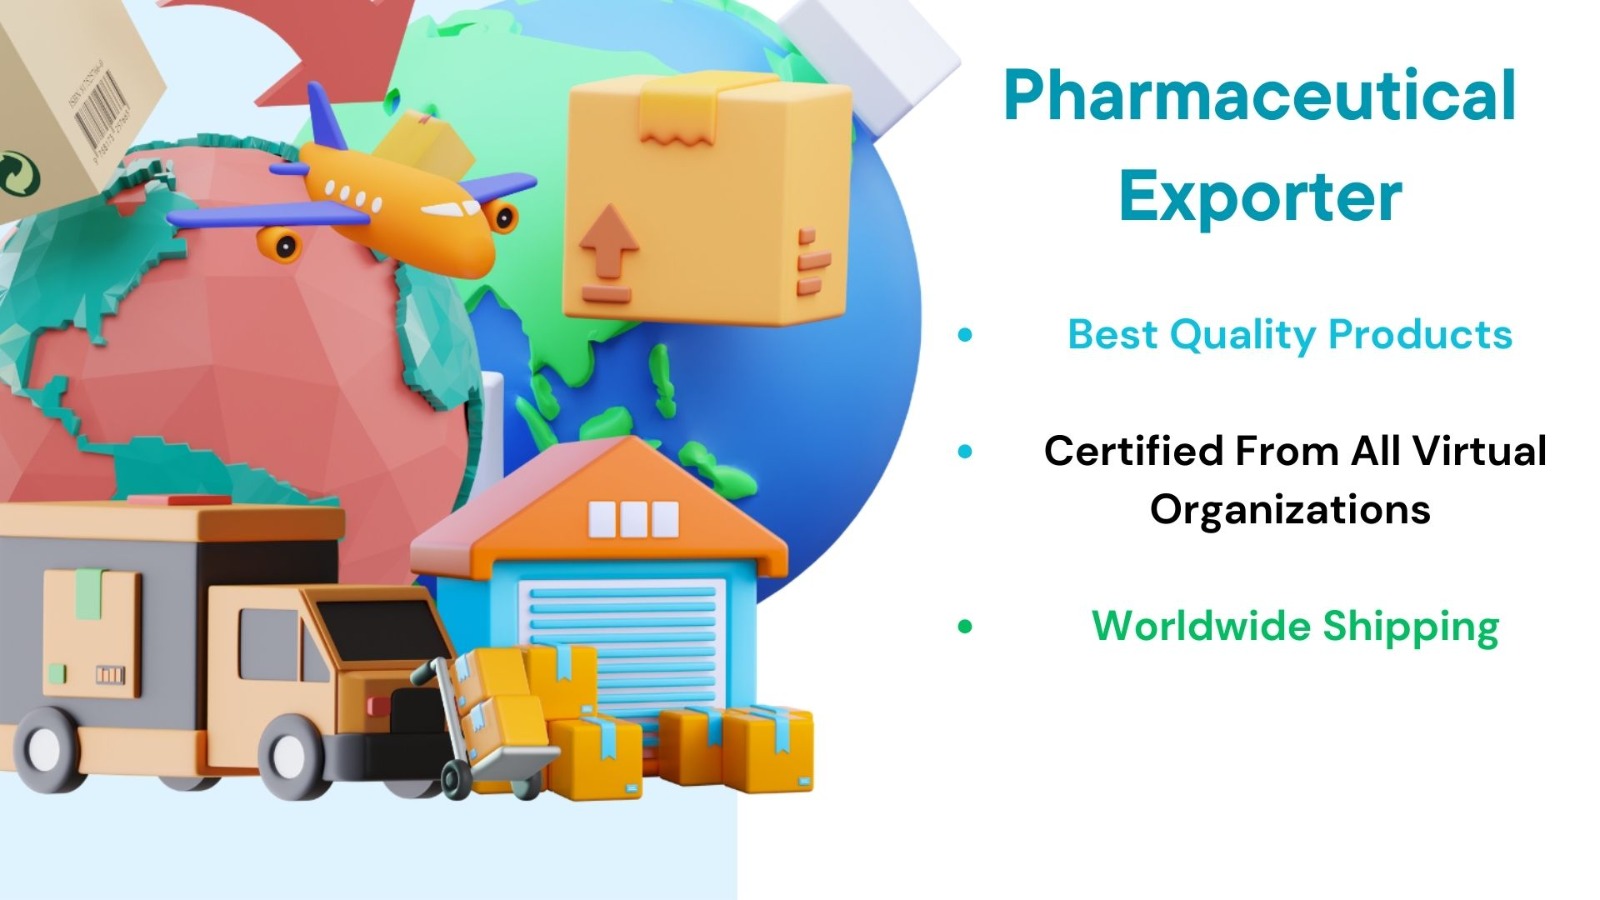 Pharmaceutical
Exporter
Best Quality Products
Certified From All Virtual
Organizations
Worldwide Shipping